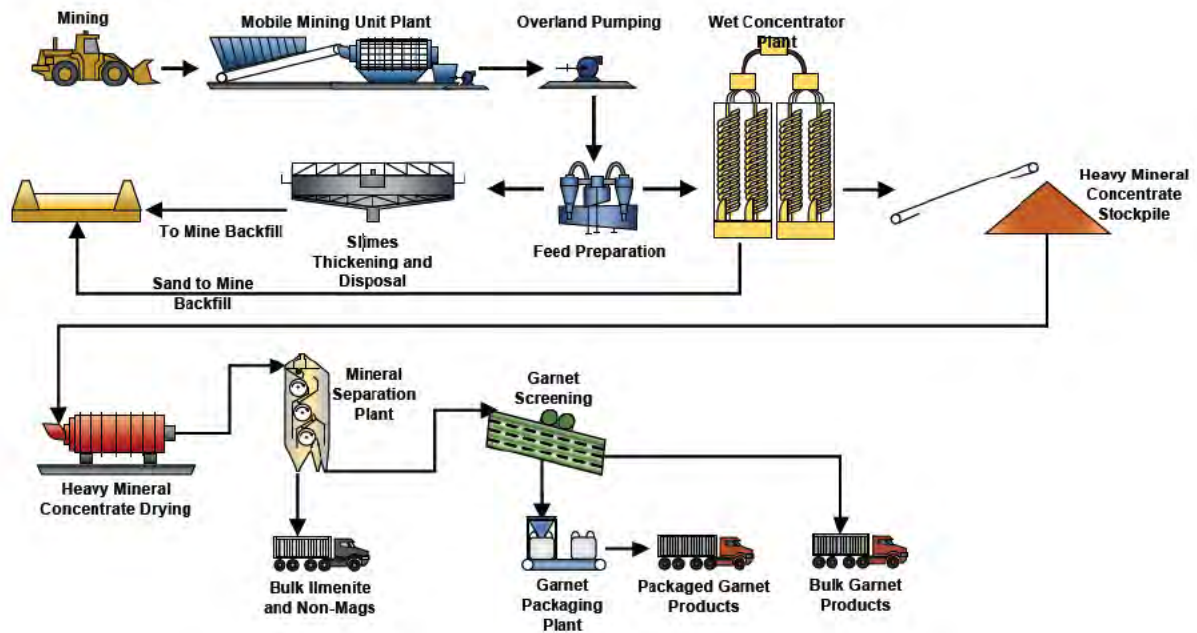 Mining
Mobile Mining Unit Plant
Overland Pumping
Wet Concentrator
Plant
Heavy Mineral
Concentrate
Stockpile
To Mine Backfill
Slimes
Thickening and
Disposal
Feed Preparation
Sand to Mine
Backfill
Mineral
Separation
Plant
Garnet
Screening
Heavy Mineral
Concentrate Drying
Bulk Ilmenite
and Non-Mags
Garnet
Packaging
Plant
Packaged Garnet
Products
Bulk Garnet
Products